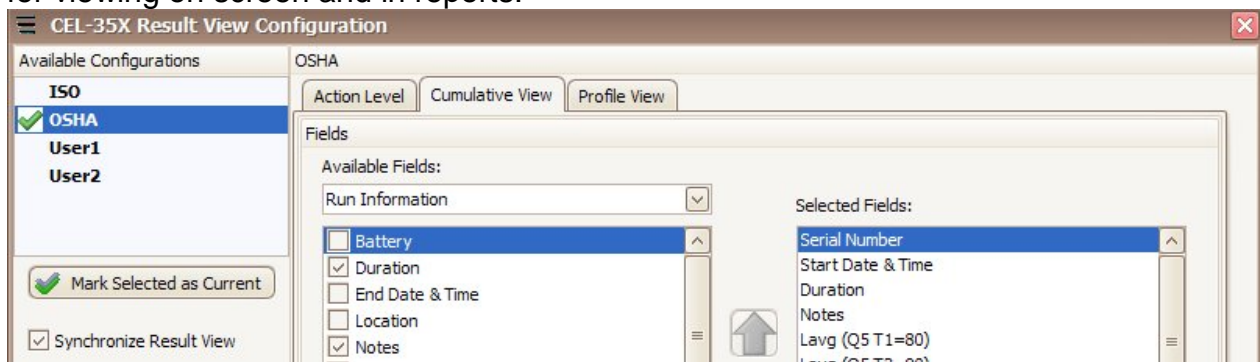 for viewing on screen and in reports.
CEL-35X Result View Configuration
Available Configurations
OSHA
ISO
OSHA
User1
User2
Mark Selected as Current
Synchronize Result View
Action Level
Cumulative View
Profile View
Fields
Available Fields:
Run Information
Battery
Duration
End Date & Time
Location
Notes
Selected Fields:
Serial Number
Start Date & Time
Duration
Notes
Lavg (Q5 T1=80)